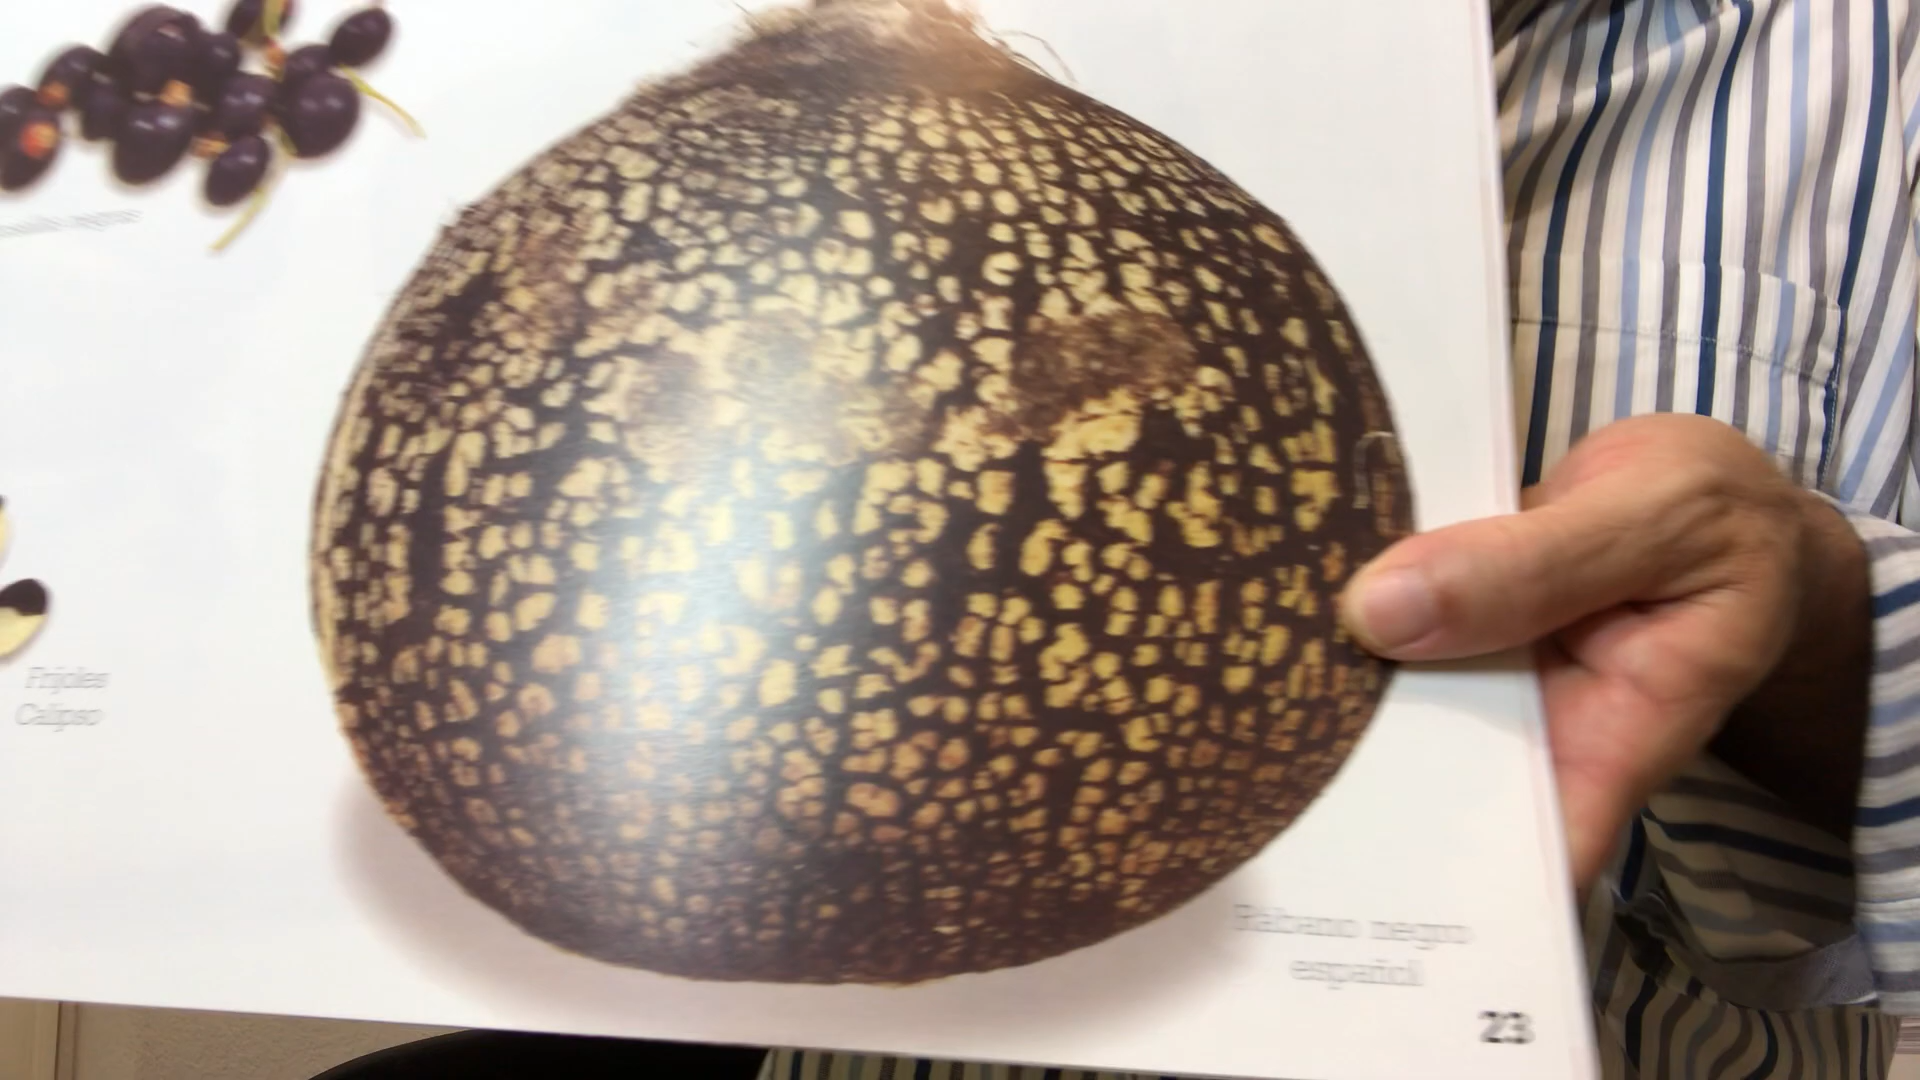 Frijoles
Calipso
Rábano negro
español
23